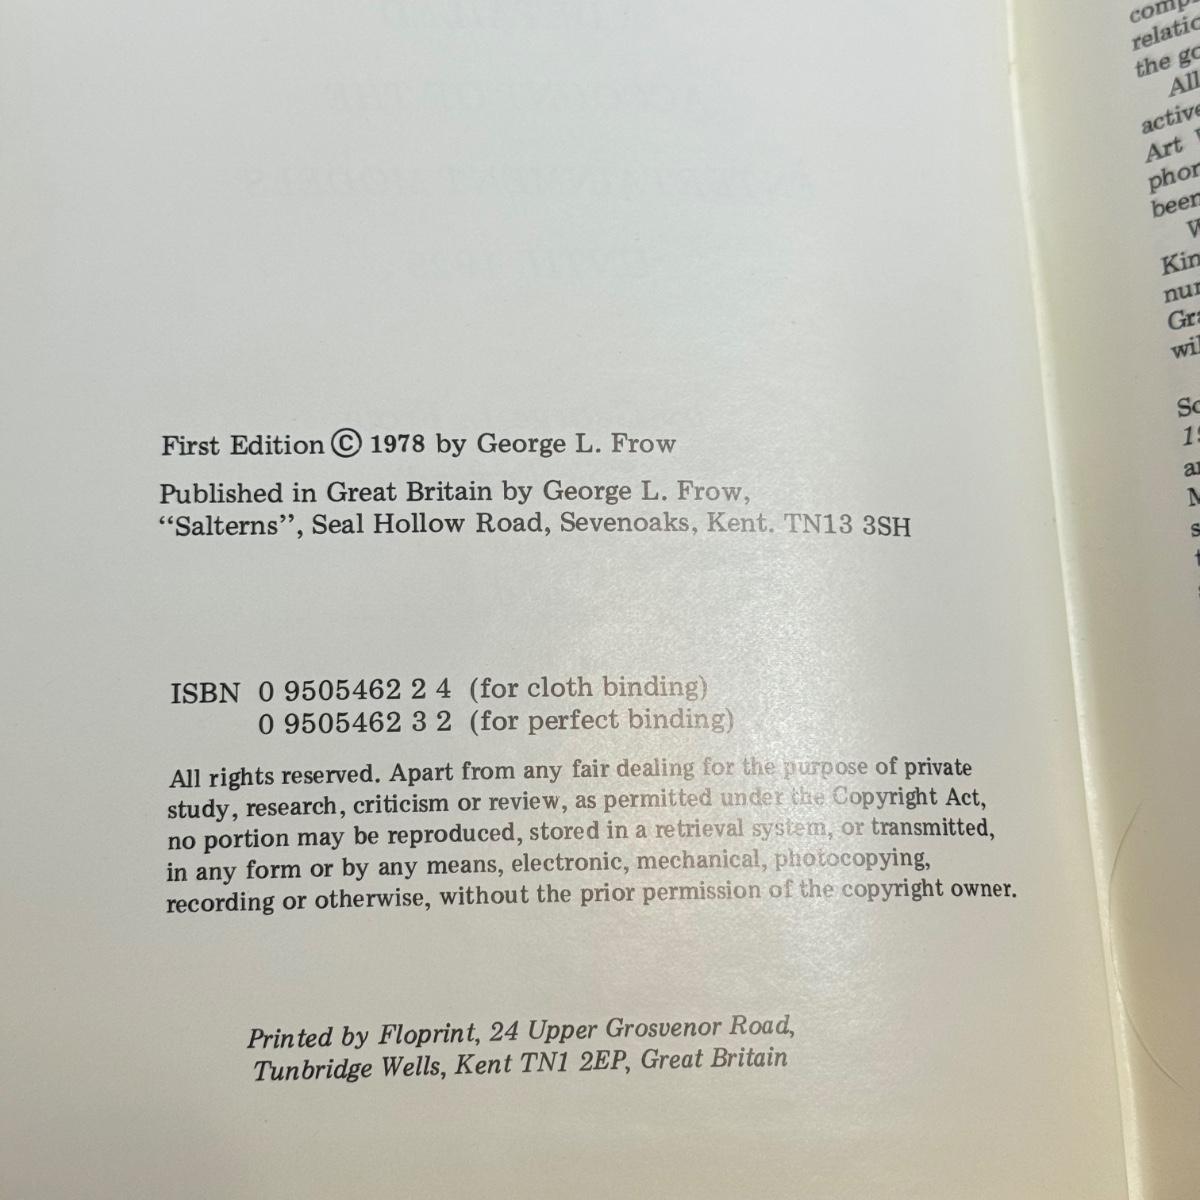 First Edition © 1978 by George L. Frow
Published in Great Britain by George L. Frow,
“Salterns”, Seal Hollow Road, Sevenoaks, Kent. TN13 3SH
ISBN 0 9505462 2 4 (for cloth binding)
0 9505462 3 2 (for perfect binding)
All rights reserved. Apart from any fair dealing for the purpose of private
study, research, criticism or review, as permitted under the Copyright Act,
no portion may be reproduced, stored in a retrieval system, or transmitted,
in any form or by any means, electronic, mechanical, photocopying,
recording or otherwise, without the prior permission of the copyright owner.
Printed by Floprint, 24 Upper Grosvenor Road,
Tunbridge Wells, Kent TN1 2EP, Great Britain
the
All
Art
been